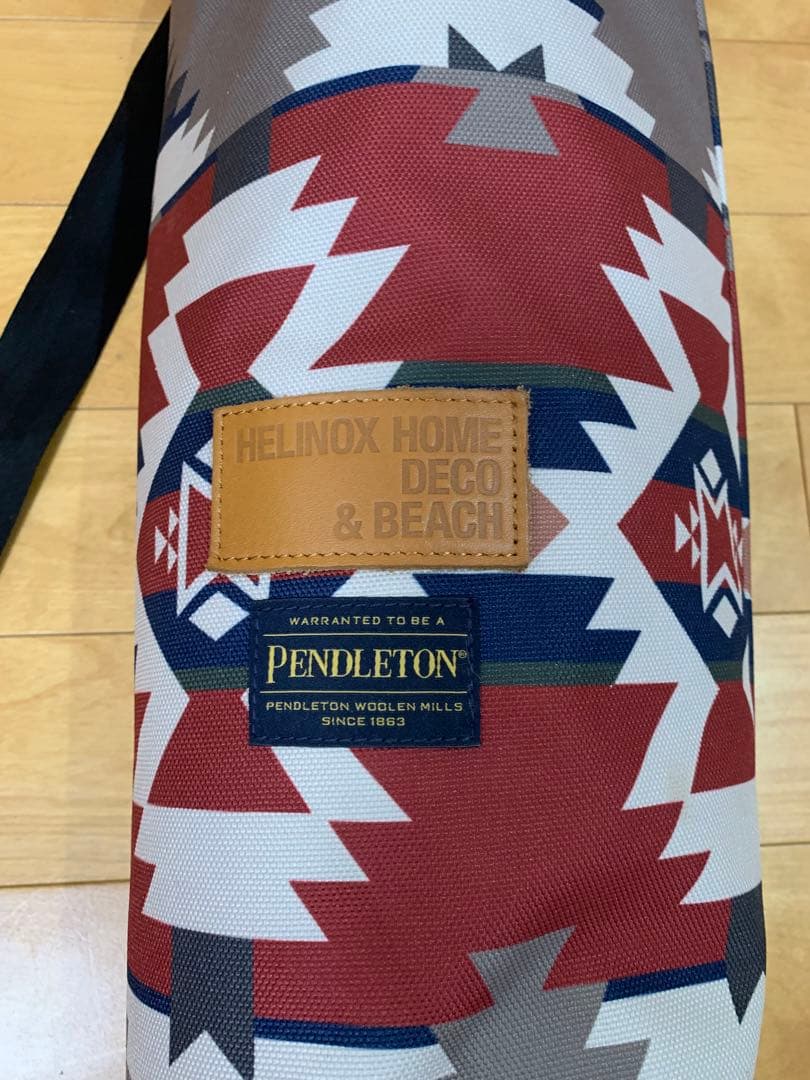 HELINOX HOME
DECO
& BEACH
WARRANTED TO BE A
PENDLETON®
PENDLETON WOOLEN MILLS
SINCE 1863